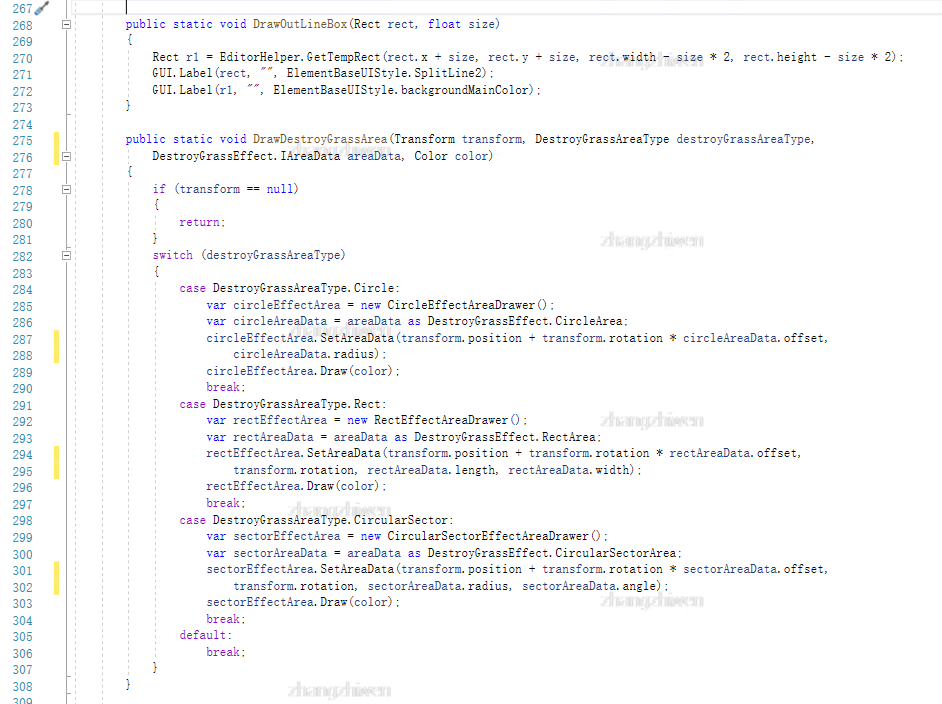 267
268 public static void DrawOutLineBox(Rect rect, float size)
269 {
270 Rect r1 = EditorHelper.GetTempRect(rect.x + size, rect.y + size, rect.width - size * 2, rect.height - size * 2);
271 GUI.Label(rect, "", ElementBaseUIStyle.SplitLine2);
272 GUI.Label(r1, "", ElementBaseUIStyle.backgroundMainColor);
273 }
274
275 public static void DrawDestroyGrassArea(Transform transform, DestroyGrassAreaType destroyGrassAreaType,
276 DestroyGrassEffect.IAreaData areaData, Color color)
277 {
278 if (transform == null)
279 {
280 return;
281 }
282 switch (destroyGrassAreaType)
283 {
284 case DestroyGrassAreaType.Circle:
285 var circleEffectArea = new CircleEffectAreaDrawer();
286 var circleAreaData = areaData as DestroyGrassEffect.CircleArea;
287 circleEffectArea.SetAreaData(transform.position + transform.rotation * circleAreaData.offset,
288 circleAreaData.radius);
289 circleEffectArea.Draw(color);
290 break;
291 case DestroyGrassAreaType.Rect:
292 var rectEffectArea = new RectEffectAreaDrawer();
293 var rectAreaData = areaData as DestroyGrassEffect.RectArea;
294 rectEffectArea.SetAreaData(transform.position + transform.rotation * rectAreaData.offset,
295 transform.rotation, rectAreaData.length, rectAreaData.width);
296 rectEffectArea.Draw(color);
297 break;
298 case DestroyGrassAreaType.CircularSector:
299 var sectorEffectArea = new CircularSectorEffectAreaDrawer();
300 var sectorAreaData = areaData as DestroyGrassEffect.CircularSectorArea;
301 sectorEffectArea.SetAreaData(transform.position + transform.rotation * sectorAreaData.offset,
302 transform.rotation, sectorAreaData.radius, sectorAreaData.angle);
303 sectorEffectArea.Draw(color);
304 break;
305 default:
306 break;
307 }
308 }
309
zhangzhiwen
zhangzhiwen
zhangzhiwen
zhangzhiwen
zhangzhiwen
zhangzhiwen
zhangzhiwen
zhangzhiwen